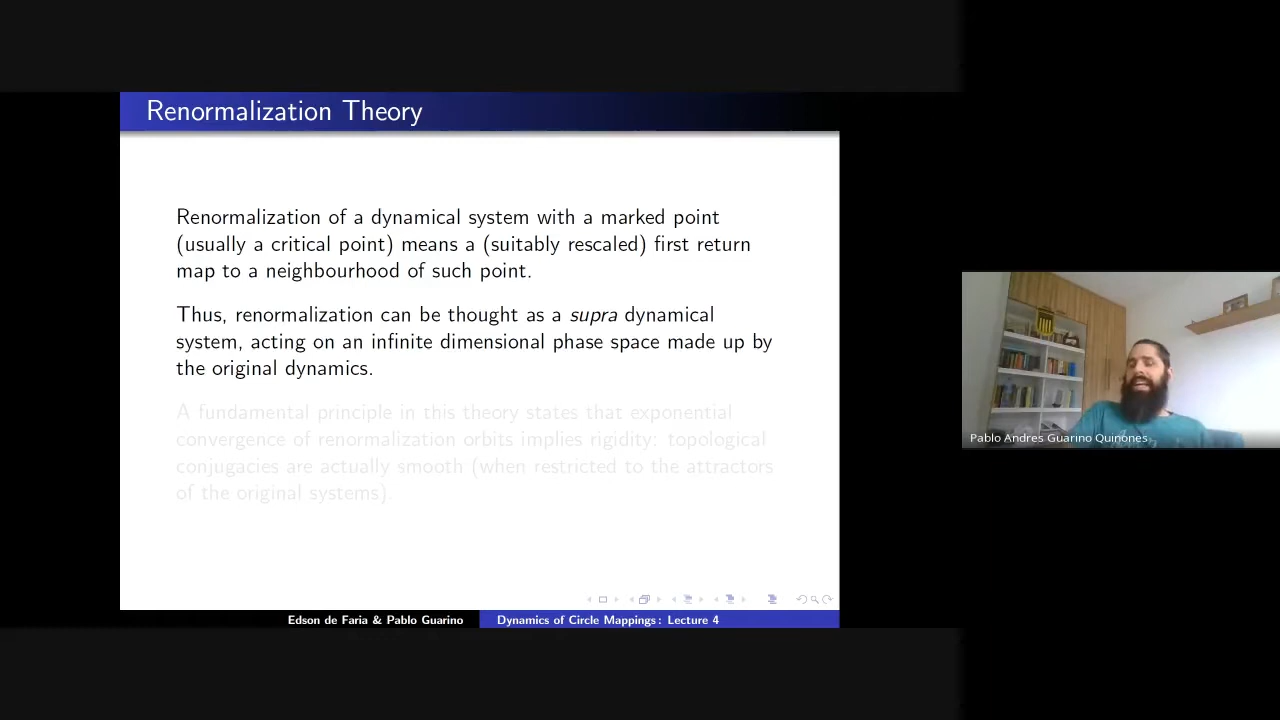 Renormalization Theory
Renormalization of a dynamical system with a marked point
(usually a critical point) means a (suitably rescaled) first return
map to a neighbourhood of such point.
Thus, renormalization can be thought as a supra dynamical
system, acting on an infinite dimensional phase space made up by
the original dynamics.
A fundamental principle in this theory states that exponential
convergence of renormalization orbits implies rigidity: topological
conjugacies are actually smooth (when restricted to the attractors
of the original systems).
Edson de Faria & Pablo Guarino
Dynamics of Circle Mappings: Lecture 4
Pablo Andres Guarino Quinones